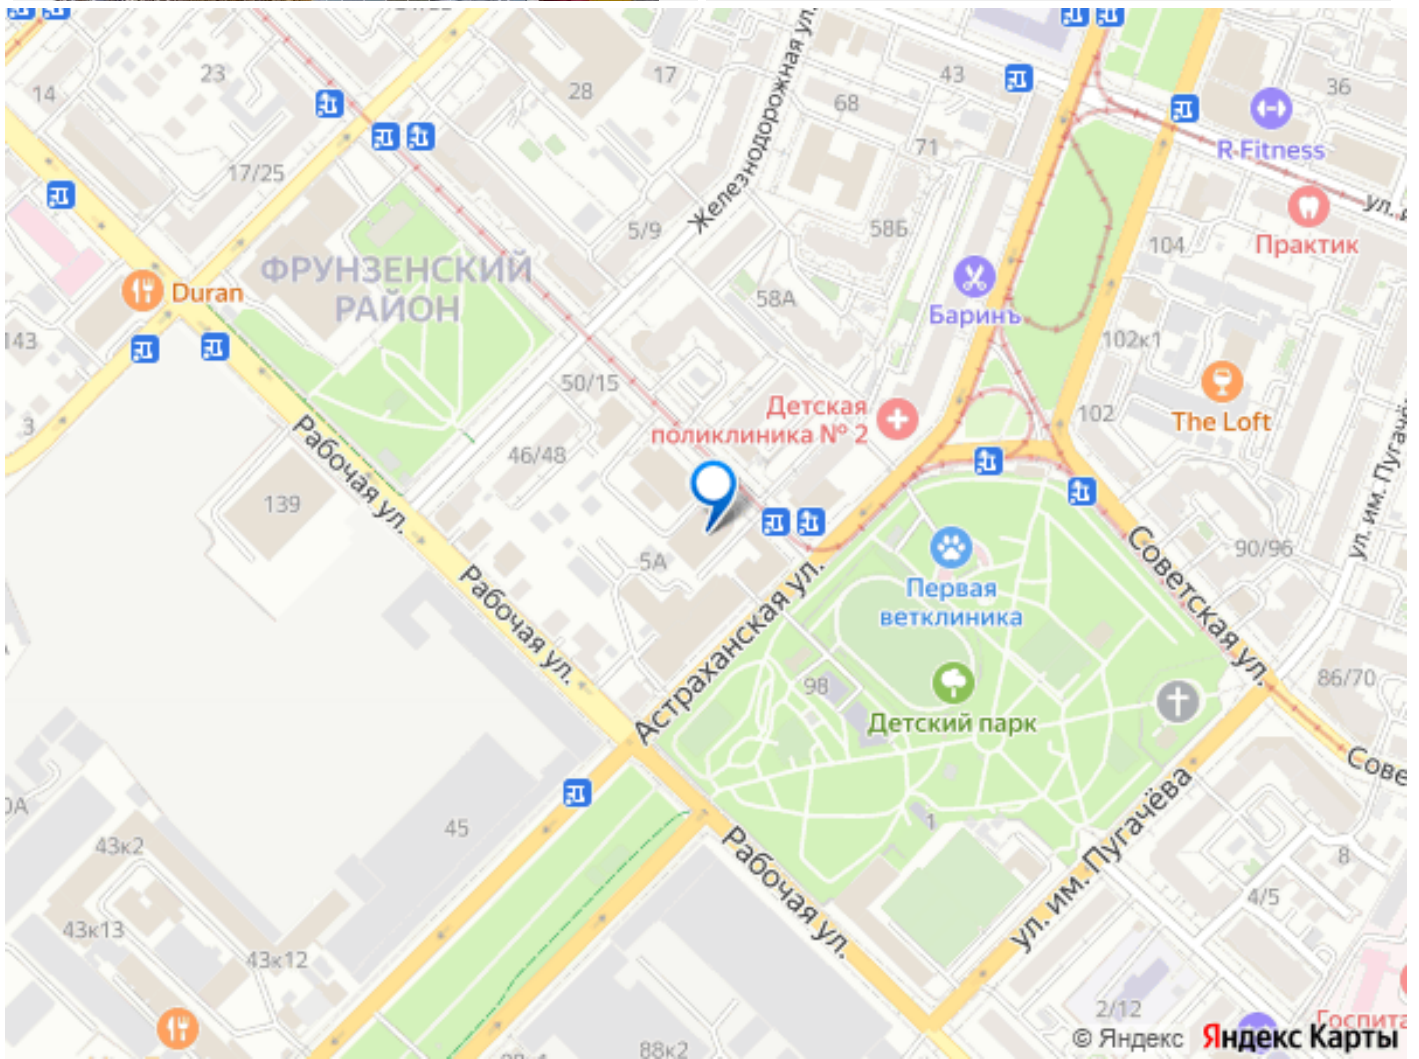 14
23
28
17
Железнодорожная ул.
43
68
71
36
R Fitness
17/25
ул.
Практик
5/9
58Б
104
ФРУНЗЕНСКИЙ
РАЙОН
Duran
58А
Баринъ
143
102к1
50/15
Детская
поликлиника № 2
102
The Loft
3
Рабочая ул.
46/48
139
ул. им. Пугачё
Советская ул.
90/96
5А
Первая
ветклиника
Рабочая ул.
Астраханская ул.
98
86/70
Детский парк
Сове
45
43к2
1
ул. им. Пугачёва
8
Рабочая ул.
4/5
43к13
43к12
2/12
Госпита
88к2
© Яндекс Яндекс Карты